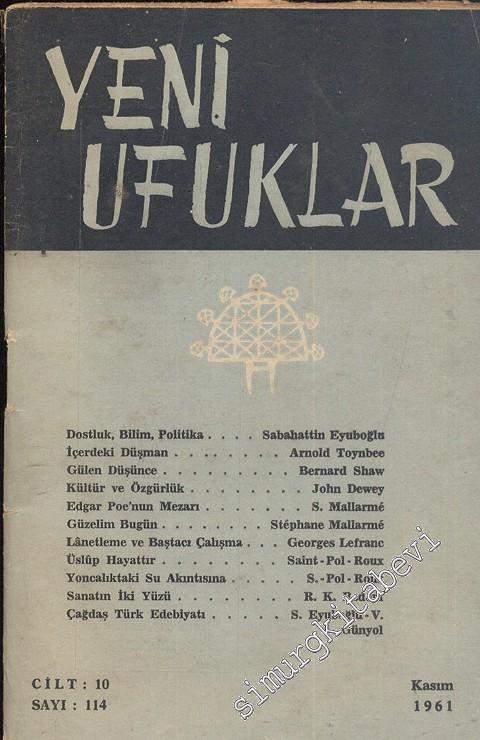 YENİ
UFUKLAR
Dostluk, Bilim, Politika . . . . Sabahattin Eyuboğlu
İçerdeki Düşman . . . . . . . . Arnold Toynbee
Gülen Düşünce . . . . . . . . . Bernard Shaw
Kültür ve Özgürlük . . . . . . . . John Dewey
Edgar Poe'nun Mezarı . . . . . . . S. Mallarmé
Güzelim Bugün . . . . . . . Stéphane Mallarmé
Lânetleme ve Baştacı Çalışma . . . Georges Lefranc
Üslûp Hayattır . . . . . . . . Saint - Pol - Roux
Yoncalıktaki Su Akıntısına . . . . . S. - Pol - Roux
Sanatın İki Yüzü . . . . . . . . R. K.
Çağdaş Türk Edebiyatı . . . . . S. Eyuboğlu - V.
Günyol
CİLT : 10
SAYI : 114
Kasım
1961
simurgkitabevi